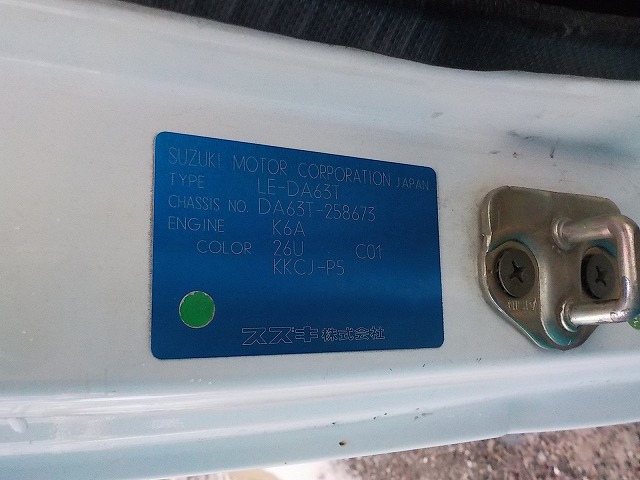 SUZUKI MOTOR CORPORATION JAPAN
TYPE LE-DA63T
CHASSIS NO. DA63T-258673
ENGINE K6A
COLOR 26U C01
KKCJ-P5
スズキ株式会社